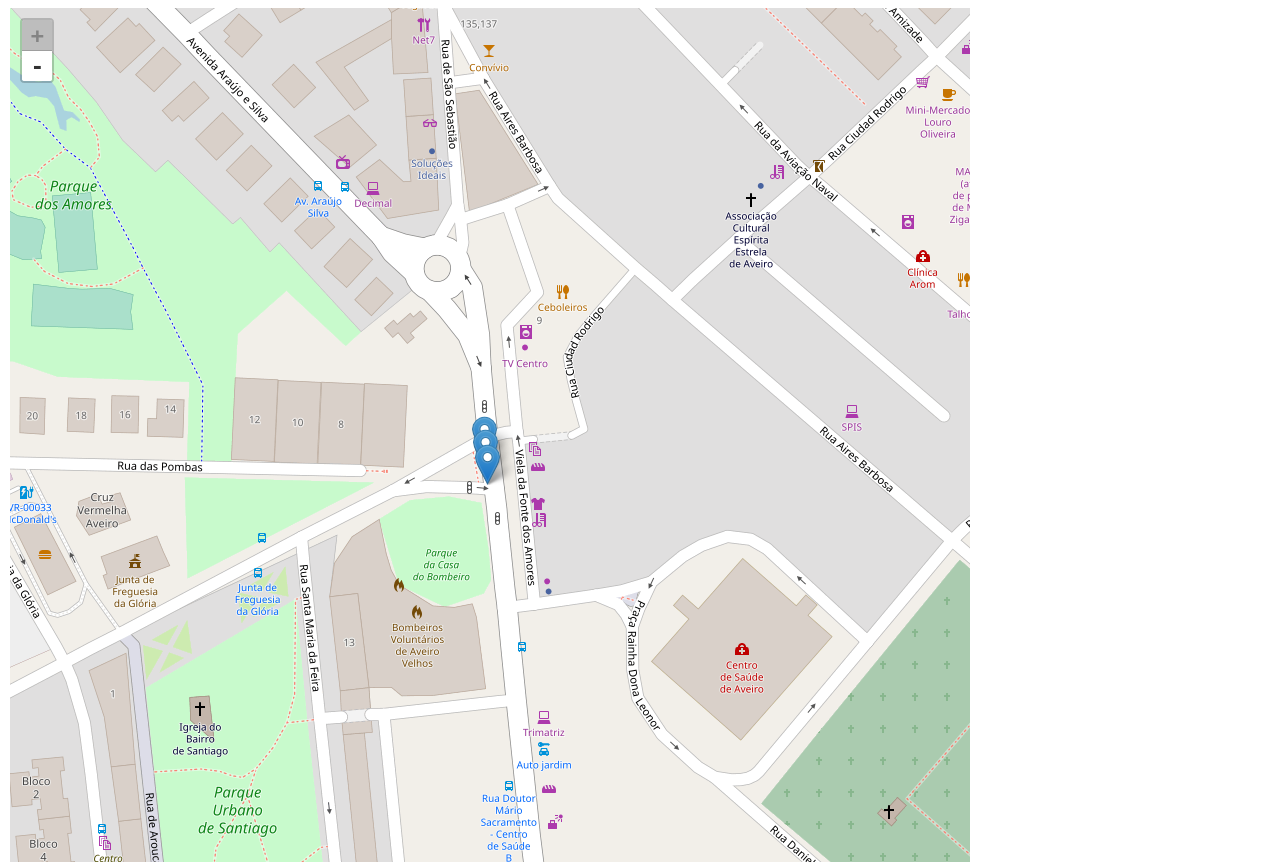 +
-
Avenida Araújo e Silva
Net7
135,137
Convívio
Rua de São Sebastião
Rua Aires Barbosa
Amizade
Rua Ciudad Rodrigo
Mini-Mercado
Louro
Oliveira
Rua da Aviação Naval
Soluções
Ideais
Av. Araújo
Silva
Decimal
Parque
dos Amores
Associação
Cultural
Espírita
Estrela
de Aveiro
Clínica
Arom
Talho
Ceboleiros
9
TV Centro
Rua Ciudad Rodrigo
20
18
16
14
12
10
8
SPIS
Rua Aires Barbosa
Rua das Pombas
Viela da Fonte dos Amores
VR-00033
McDonald's
Cruz
Vermelha
Aveiro
Junta de
Freguesia
da Glória
Junta de
Freguesia
da Glória
Parque
da Casa
do Bombeiro
Rua Santa Maria da Feira
Bombeiros
Voluntários
de Aveiro
Velhos
13
1
Praça Rainha Dona Leonor
Centro
de Saúde
de Aveiro
Igreja do
Bairro
de Santiago
Trimatriz
Auto jardim
Rua Doutor
Mário
Sacramento
- Centro
de Saúde
B
Bloco
2
Bloco
4
Centro
Parque
Urbano
de Santiago
Rua de Arouc
Rua Daniel